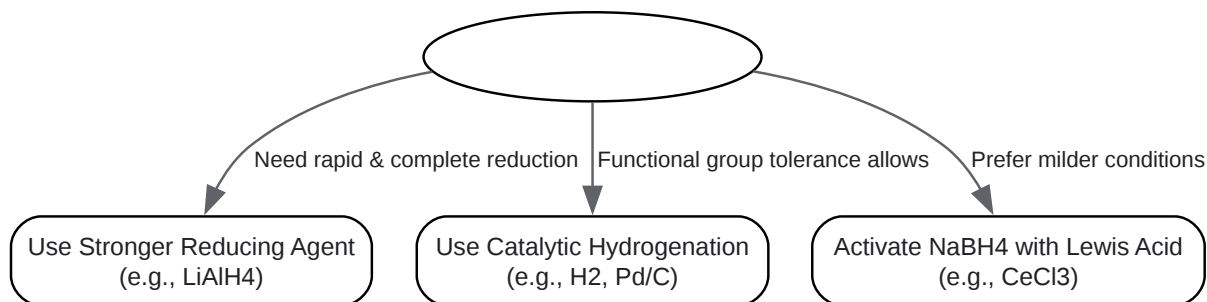 Need rapid & complete reduction
Functional group tolerance allows
Prefer milder conditions
Use Stronger Reducing Agent
(e.g., LiAlH4)
Use Catalytic Hydrogenation
(e.g., H2, Pd/C)
Activate NaBH4 with Lewis Acid
(e.g., CeCl3)